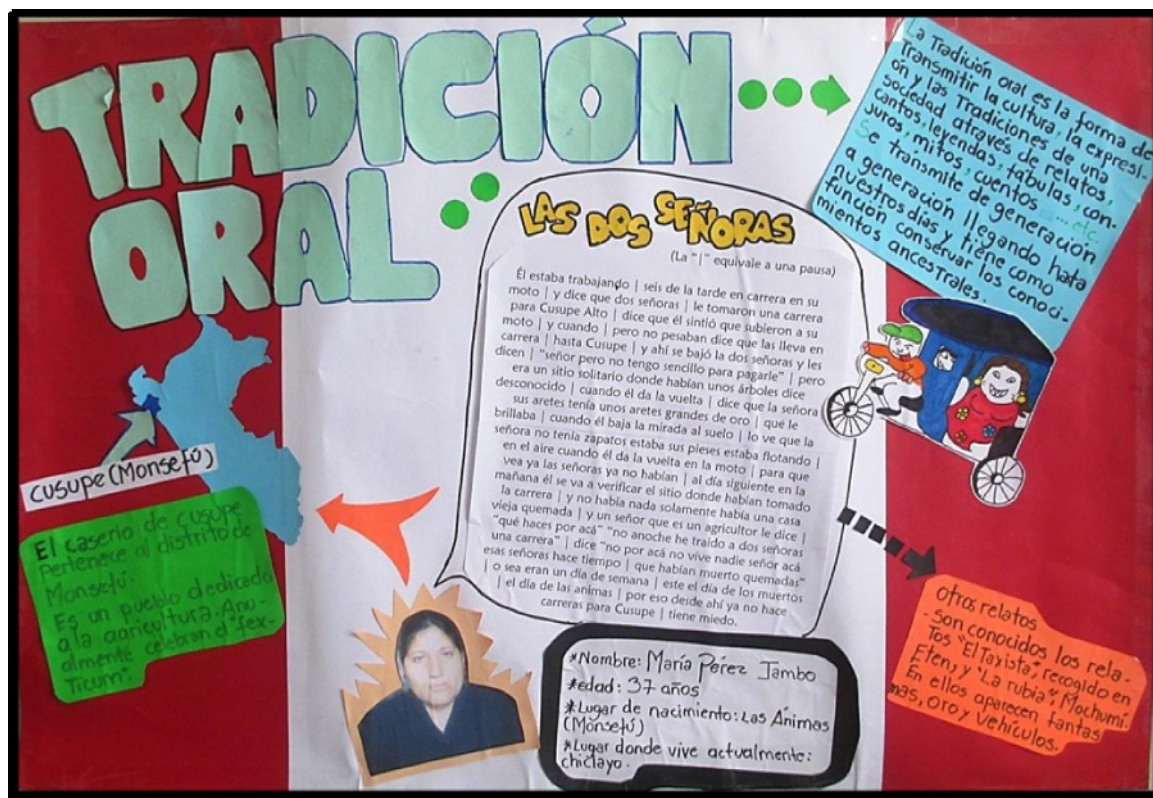 TRADICIÓN
ORAL
La Tradición oral es la forma de
Transmitir la cultura, la expresi-
ón y las Tradiciones de una
sociedad através de relatos,
cantos, leyendas, fábulas, con-
juros, mitos, cuentos ... etc.
Se transmite de generación
a generación llegando hasta
nuestros dias y tiene como
función conservar los conoci-
mientos ancestrales.
LAS DOS SEÑORAS
(La "|" equivale a una pausa)
Él estaba trabajando | seis de la tarde en carrera en su
moto | y dice que dos señoras | le tomaron una carrera
para Cusupe Alto | dice que él sintió que subieron a su
moto | y cuando | pero no pesaban dice que las lleva en
carrera | hasta Cusupe | y ahí se bajó la dos señoras y les
dicen | "señor pero no tengo sencillo para pagarle" | pero
era un sitio solitario donde habían unos árboles dice
desconocido | cuando él da la vuelta | dice que la señora
sus aretes tenía unos aretes grandes de oro | que le
brillaba | cuando él baja la mirada al suelo | lo ve que la
señora no tenía zapatos estaba sus pieses estaba flotando |
en el aire cuando él da la vuelta en la moto | para que
vea ya las señoras ya no habían | al día siguiente en la
mañana él se va a verificar el sitio donde habían tomado
la carrera | y no había nada solamente había una casa
vieja quemada | y un señor que es un agricultor le dice |
"qué haces por acá" "no anoche he traído a dos señoras
una carrera" | dice "no por acá no vive nadie señor acá
esas señoras hace tiempo | que habían muerto quemadas"
| o sea eran un día de semana | este el día de los muertos
| el día de las animas | por eso desde ahí ya no hace
carreras para Cusupe | tiene miedo.
cusupe (Monsefú)
El caserio de cusupe
pertenece al distrito de
Monsefú.
Es un pueblo dedicado
a la agricultura. Anu-
almente celebran el "fex-
Ticum".
*Nombre: María Pérez Jambo
*edad: 37 años
*Lugar de nacimiento: Las Ánimas
(Monsefú)
*Lugar donde vive actualmente:
chiclayo.
otros relatos
- son conocidos los rela-
Tos "El Taxista", recogido en
Eten, y "La rubia", Mochumi.
En ellos aparecen fantas
mas, oro y vehículos.